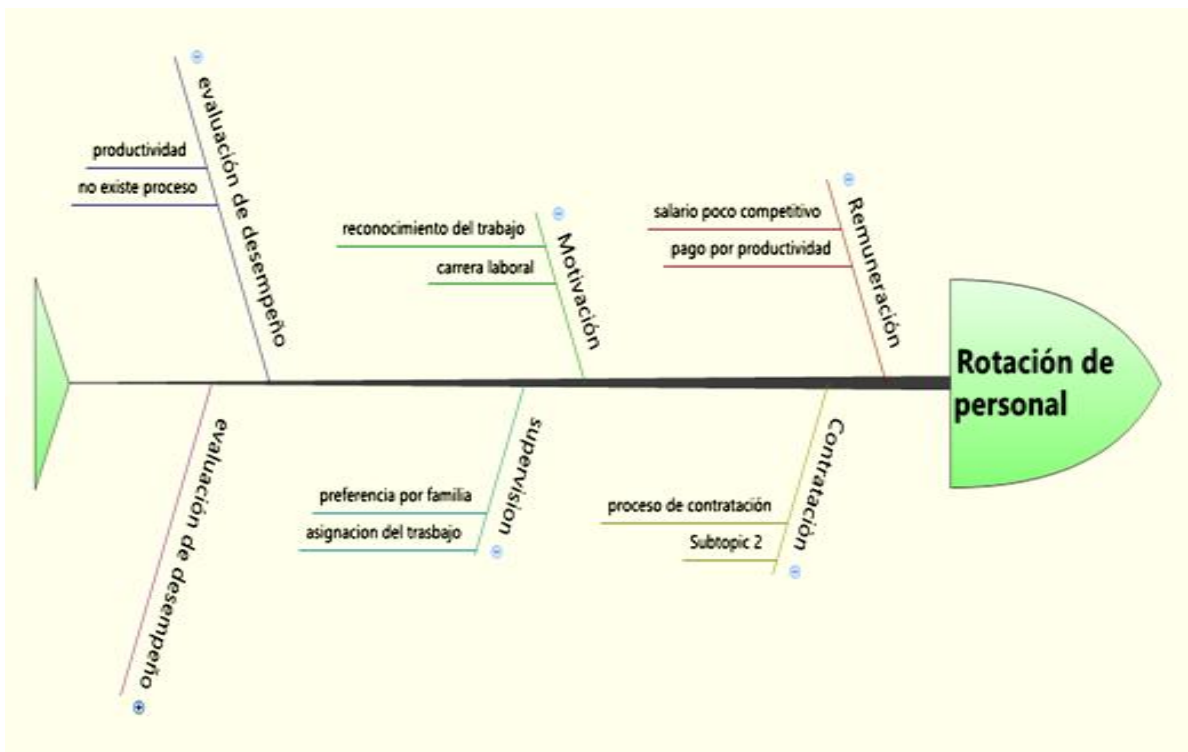 evaluación de desempeño
productividad
no existe proceso
Motivación
reconocimiento del trabajo
carrera laboral
Remuneración
salario poco competitivo
pago por productividad
Rotación de
personal
evaluación de desempeño
supervision
preferencia por familia
asignacion del trasbajo
Contratación
proceso de contratación
Subtopic 2